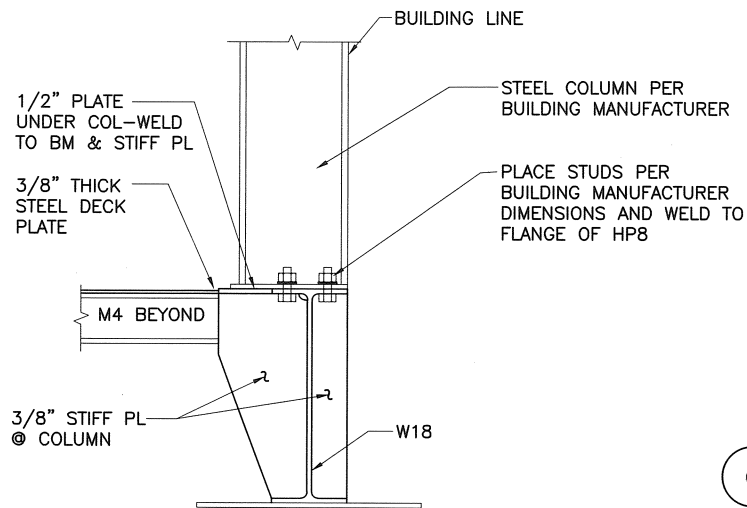 BUILDING LINE
1/2" PLATE
UNDER COL-WELD
TO BM & STIFF PL
STEEL COLUMN PER
BUILDING MANUFACTURER
3/8" THICK
STEEL DECK
PLATE
PLACE STUDS PER
BUILDING MANUFACTURER
DIMENSIONS AND WELD TO
FLANGE OF HP8
M4 BEYOND
3/8" STIFF PL
@ COLUMN
W18